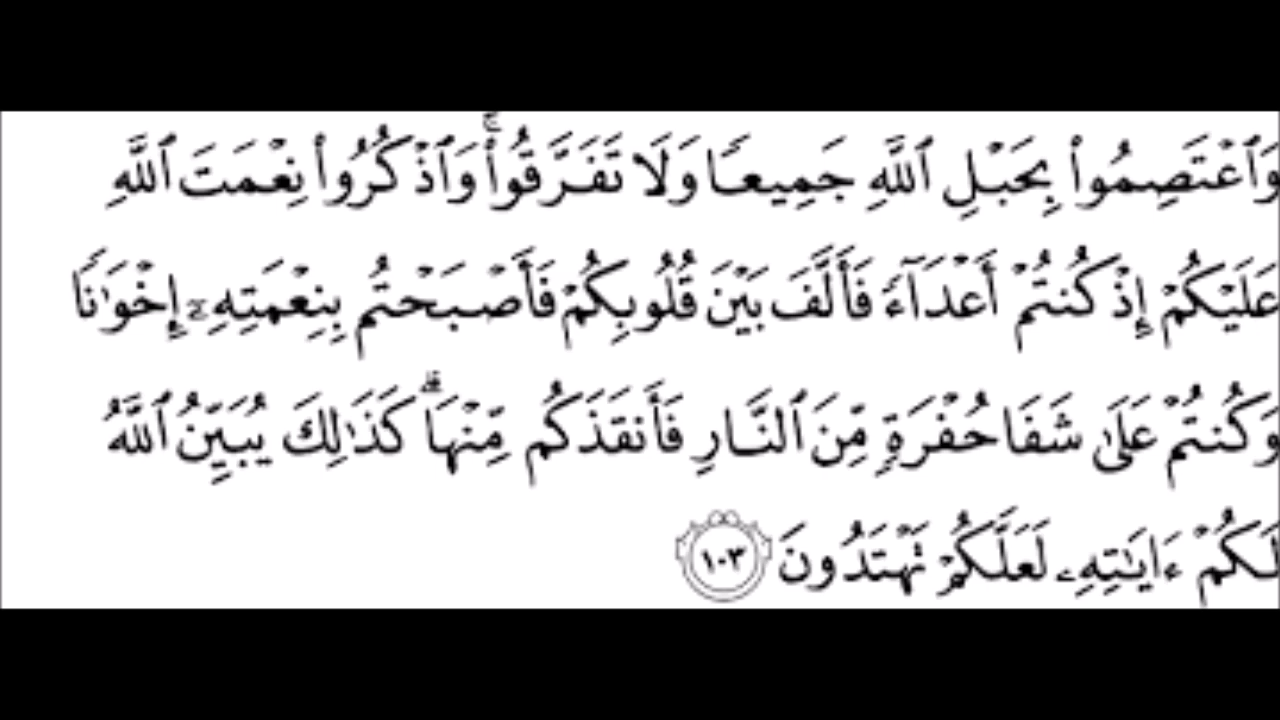 وَٱعۡتَصِمُواْ بِحَبۡلِ ٱللَّهِ جَمِيعٗا وَلَا تَفَرَّقُواْۚ وَٱذۡكُرُواْ نِعۡمَتَ ٱللَّهِ
عَلَيۡكُمۡ إِذۡ كُنتُمۡ أَعۡدَآءٗ فَأَلَّفَ بَيۡنَ قُلُوبِكُمۡ فَأَصۡبَحۡتُم بِنِعۡمَتِهِۦٓ إِخۡوَٰنٗا
وَكُنتُمۡ عَلَىٰ شَفَا حُفۡرَةٖ مِّنَ ٱلنَّارِ فَأَنقَذَكُم مِّنۡهَاۗ كَذَٰلِكَ يُبَيِّنُ ٱللَّهُ
لَكُمۡ ءَايَٰتِهِۦ لَعَلَّكُمۡ تَهۡتَدُونَ ١٠٣